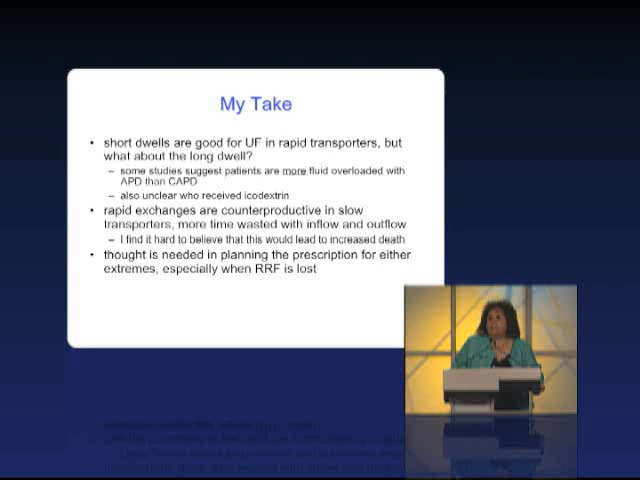 My Take
• short dwells are good for UF in rapid transporters, but
what about the long dwell?
– some studies suggest patients are more fluid overloaded with
APD than CAPD
– also unclear who received icodextrin
• rapid exchanges are counterproductive in slow
transporters, more time wasted with inflow and outflow
– I find it hard to believe that this would lead to increased death
• thought is needed in planning the prescription for either
extremes, especially when RRF is lost